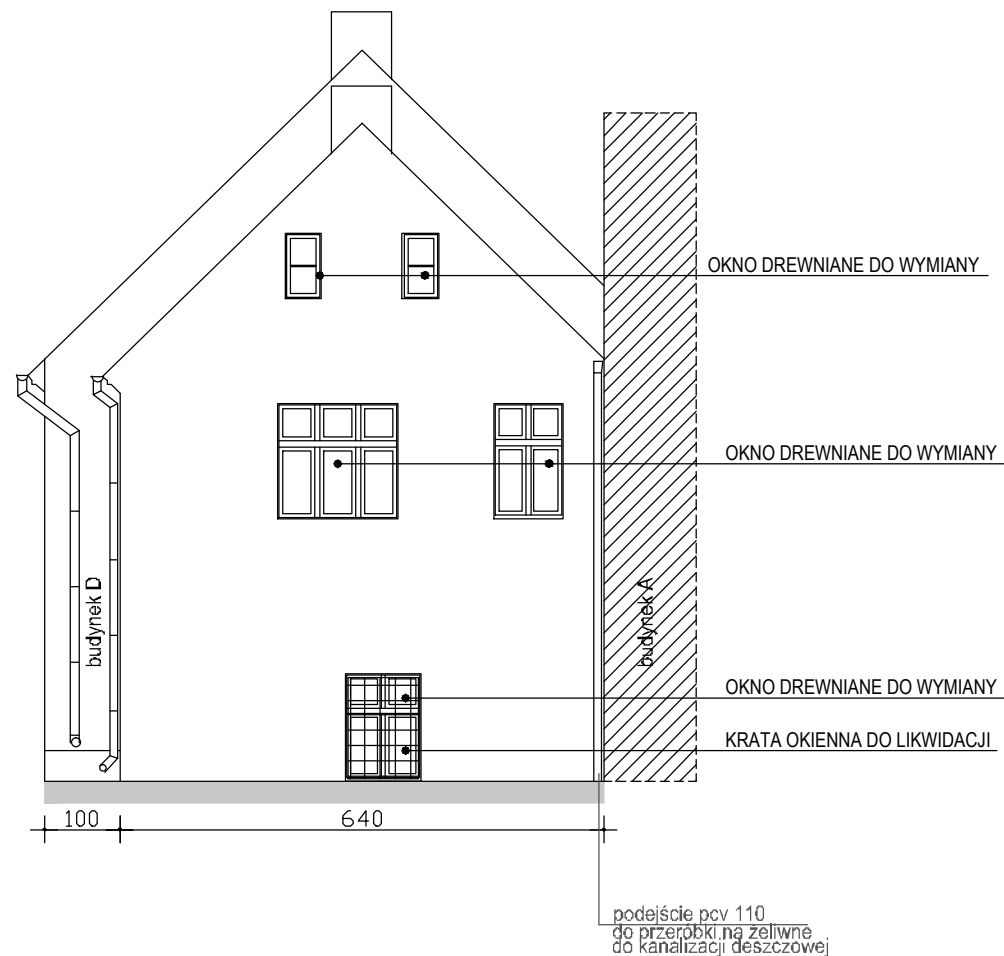 OKNO DREWNIANE DO WYMIANY
OKNO DREWNIANE DO WYMIANY
budynek D
budynek A
OKNO DREWNIANE DO WYMIANY
KRATA OKIENNA DO LIKWIDACJI
100
640
podejście pcv 110
do przeróbki na żeliwne
do kanalizacji deszczowej